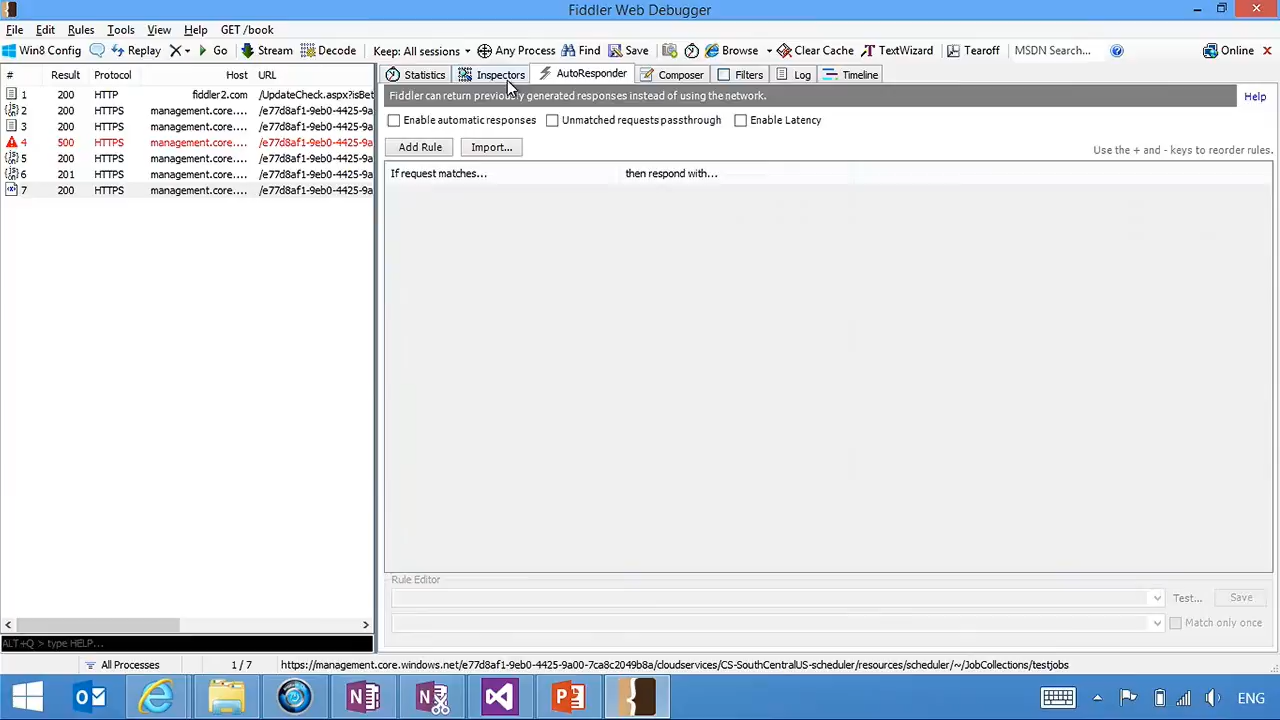 Fiddler Web Debugger
File Edit Rules Tools View Help GET /book
Win8 Config Replay Go Stream Decode Keep: All sessions Any Process Find Save Browse Clear Cache TextWizard Tearoff MSDN Search... Online
# Result Protocol Host URL
Statistics Inspectors AutoResponder Composer Filters Log Timeline
1 200 HTTP fiddler2.com /UpdateCheck.aspx?isBet
2 200 HTTPS management.core.... /e77d8af1-9eb0-4425-9a
3 200 HTTPS management.core.... /e77d8af1-9eb0-4425-9a
4 500 HTTPS management.core.... /e77d8af1-9eb0-4425-9a
5 200 HTTPS management.core.... /e77d8af1-9eb0-4425-9a
6 201 HTTPS management.core.... /e77d8af1-9eb0-4425-9a
7 200 HTTPS management.core.... /e77d8af1-9eb0-4425-9a
Fiddler can return previously generated responses instead of using the network.
Help
Enable automatic responses Unmatched requests passthrough Enable Latency
Add Rule Import...
Use the + and - keys to reorder rules.
If request matches... then respond with...
Rule Editor
Test... Save
Match only once
ALT+Q > type HELP...
All Processes 1 / 7 https://management.core.windows.net/e77d8af1-9eb0-4425-9a00-7ca8c2049b8a/cloudservices/CS-SouthCentralUS-scheduler/resources/scheduler/~/JobCollections/testjobs
ENG